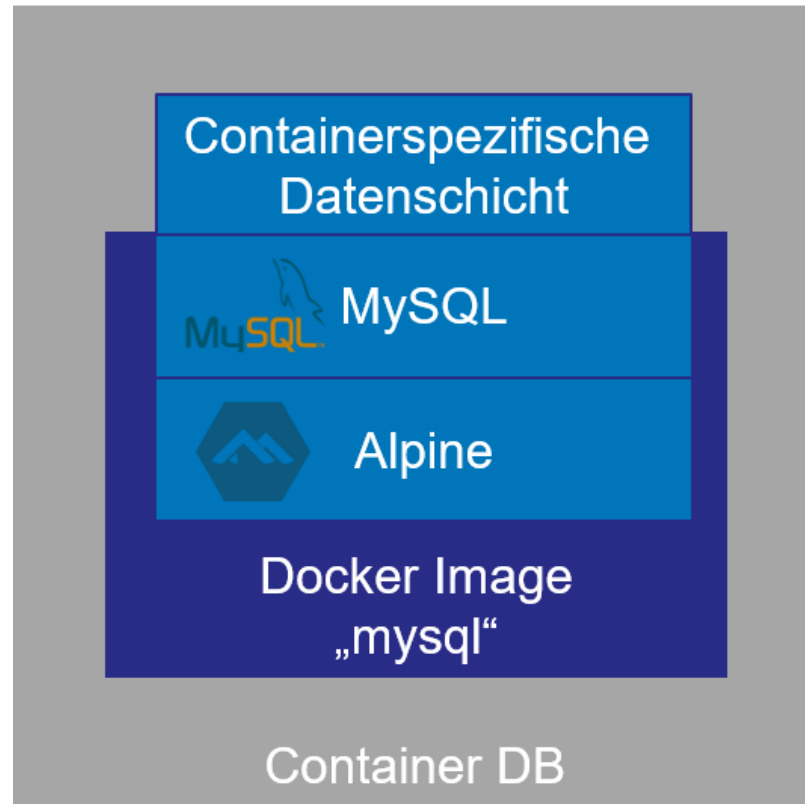 Containerspezifische
Datenschicht
MySQL MySQL
Alpine
Docker Image
„mysql“
Container DB